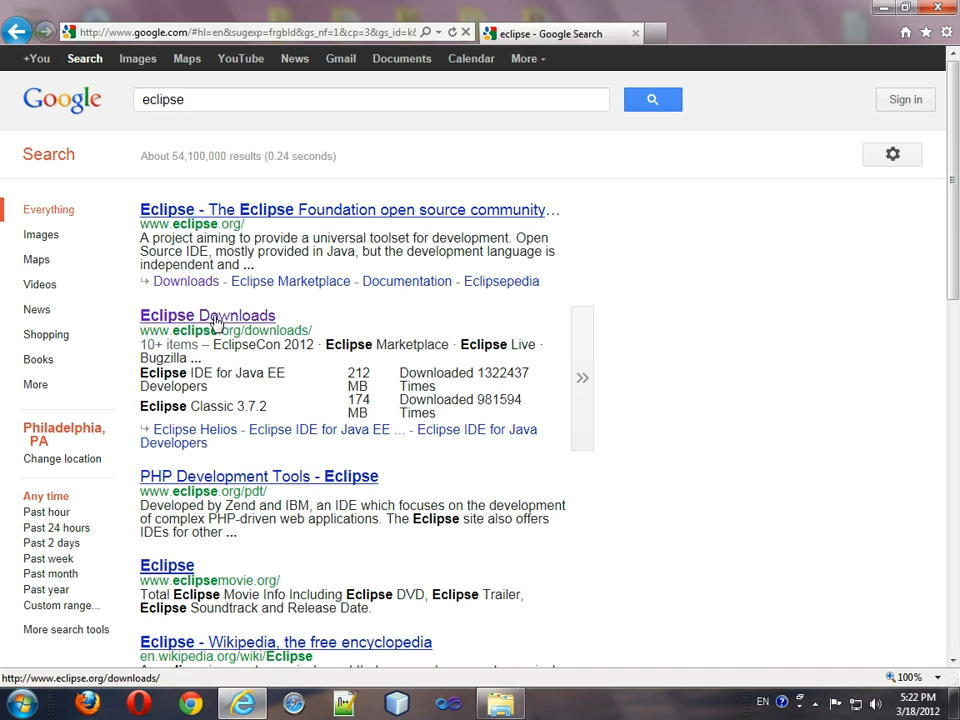 http://www.google.com/#hl=en&sugexp=frgbld&gs_nf=1&cp=3&gs_id=k&
eclipse - Google Search
+You Search Images Maps YouTube News Gmail Documents Calendar More
Google
eclipse
Sign in
Search
About 54,100,000 results (0.24 seconds)
Everything
Images
Maps
Videos
News
Shopping
Books
More
Philadelphia,
PA
Change location
Any time
Past hour
Past 24 hours
Past 2 days
Past week
Past month
Past year
Custom range...
More search tools
Eclipse - The Eclipse Foundation open source community…
www.eclipse.org/
A project aiming to provide a universal toolset for development. Open
Source IDE, mostly provided in Java, but the development language is
independent and ...
Downloads - Eclipse Marketplace - Documentation - Eclipsepedia
Eclipse Downloads
www.eclipse.org/downloads/
10+ items – EclipseCon 2012 · Eclipse Marketplace · Eclipse Live ·
Bugzilla ...
Eclipse IDE for Java EE 212 Downloaded 1322437
Developers MB Times
Eclipse Classic 3.7.2 174 Downloaded 981594
MB Times
Eclipse Helios - Eclipse IDE for Java EE ... - Eclipse IDE for Java
Developers
PHP Development Tools - Eclipse
www.eclipse.org/pdt/
Developed by Zend and IBM, an IDE which focuses on the development
of complex PHP-driven web applications. The Eclipse site also offers
IDEs for other ...
Eclipse
www.eclipsemovie.org/
Total Eclipse Movie Info Including Eclipse DVD, Eclipse Trailer,
Eclipse Soundtrack and Release Date.
Eclipse - Wikipedia, the free encyclopedia
en.wikipedia.org/wiki/Eclipse
http://www.eclipse.org/downloads/
100%
EN
5:22 PM
3/18/2012